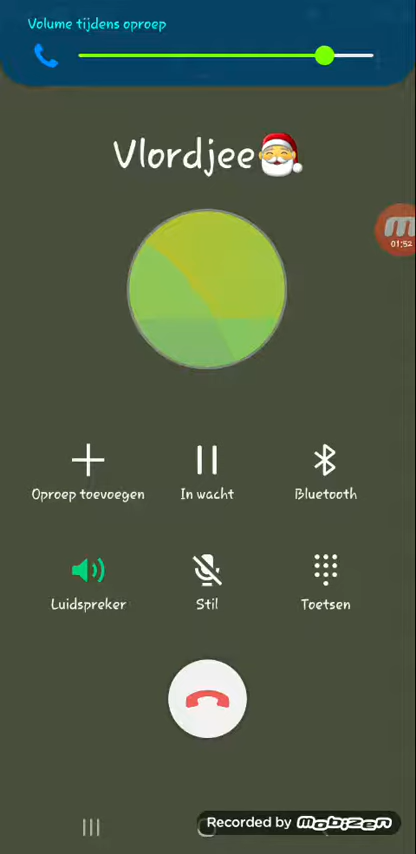 Volume tijdens oproep
Vlordjee🎅
01:52
Oproep toevoegen
In wacht
Bluetooth
Luidspreker
Stil
Toetsen
Recorded by mobizen